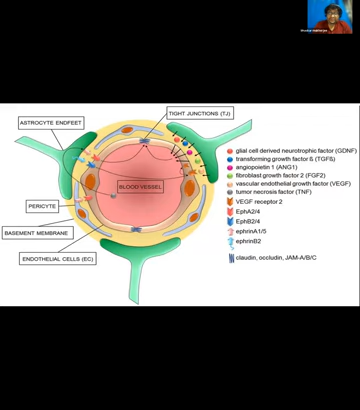 TIGHT JUNCTIONS (TJ)
ASTROCYTE ENDFEET
BLOOD VESSEL
PERICYTE
BASEMENT MEMBRANE
ENDOTHELIAL CELLS (EC)
glial cell derived neurotrophic factor (GDNF)
transforming growth factor ß (TGFß)
angiopoietin 1 (ANG1)
fibroblast growth factor 2 (FGF2)
vascular endothelial growth factor (VEGF)
tumor necrosis factor (TNF)
VEGF receptor 2
EphA2/4
EphB2/4
ephrinA1/5
ephrinB2
claudin, occludin, JAM-A/B/C